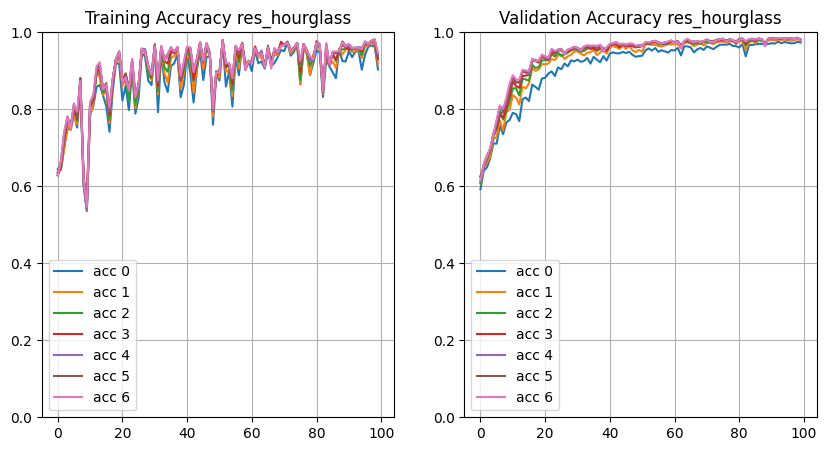 Training Accuracy res_hourglass
1.0
0.8
0.6
0.4
0.2
0.0
acc 0
acc 1
acc 2
acc 3
acc 4
acc 5
acc 6
0 20 40 60 80 100
Validation Accuracy res_hourglass
1.0
0.8
0.6
0.4
0.2
0.0
acc 0
acc 1
acc 2
acc 3
acc 4
acc 5
acc 6
0 20 40 60 80 100